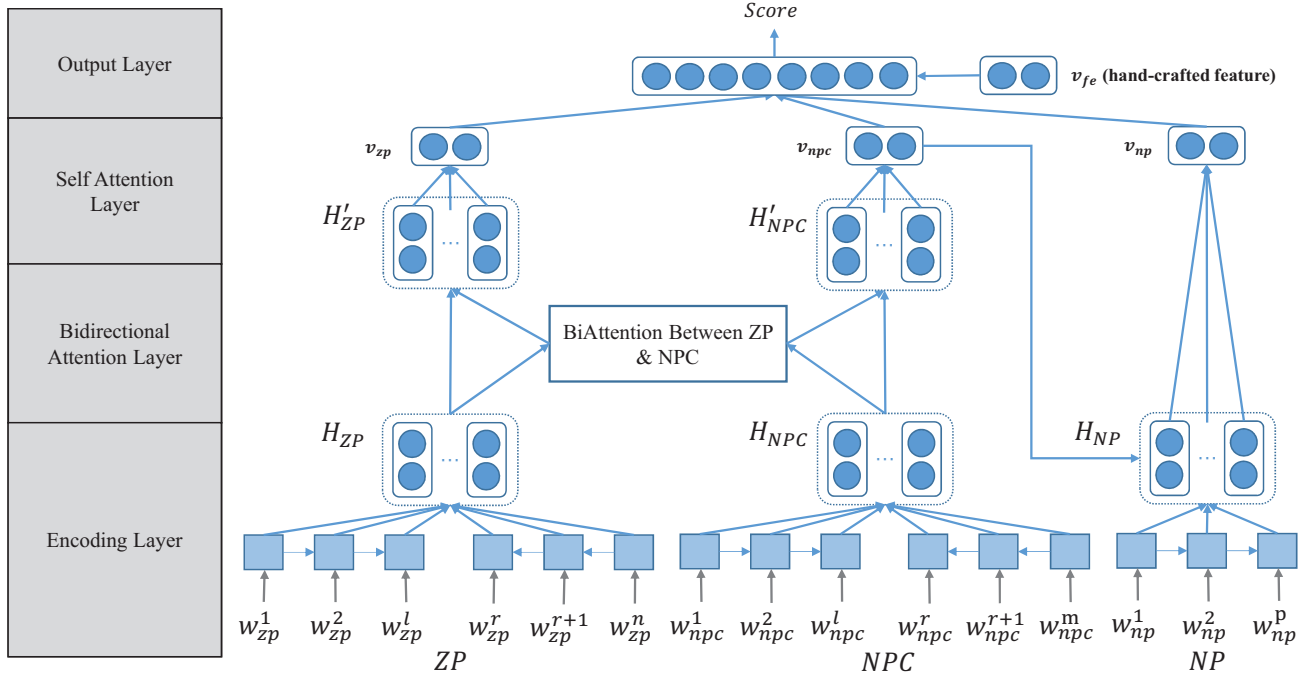 Score
Output Layer
v_fe (hand-crafted feature)
v_zp
v_npc
v_np
Self Attention
Layer
H'_ZP
...
...
H'_NPC
...
...
Bidirectional
Attention Layer
BiAttention Between ZP
& NPC
H_ZP
...
H_NPC
...
H_NP
...
Encoding Layer
w_zp^1 w_zp^2 w_zp^l w_zp^r w_zp^{r+1} w_zp^n w_npc^1 w_npc^2 w_npc^l w_npc^r w_npc^{r+1} w_npc^m w_np^1 w_np^2 w_np^p
ZP NPC NP